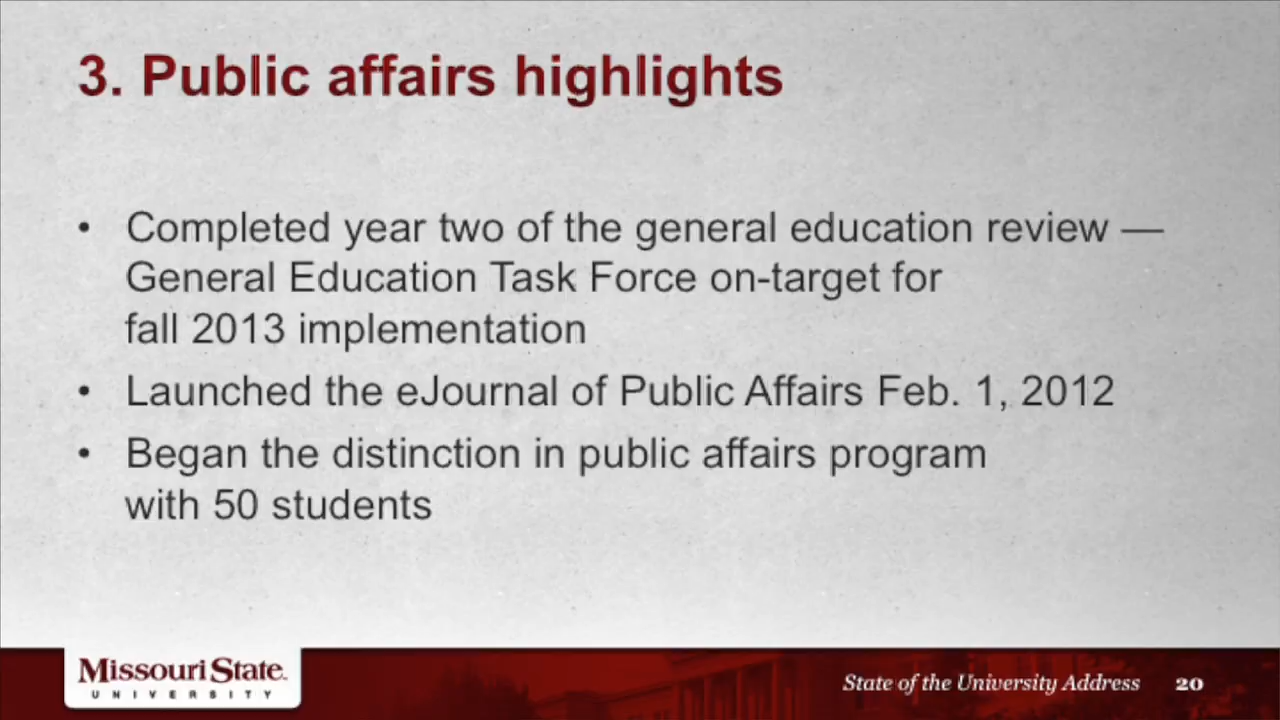 3. Public affairs highlights
• Completed year two of the general education review —
General Education Task Force on-target for
fall 2013 implementation
• Launched the eJournal of Public Affairs Feb. 1, 2012
• Began the distinction in public affairs program
with 50 students
Missouri State.
UNIVERSITY
State of the University Address 20